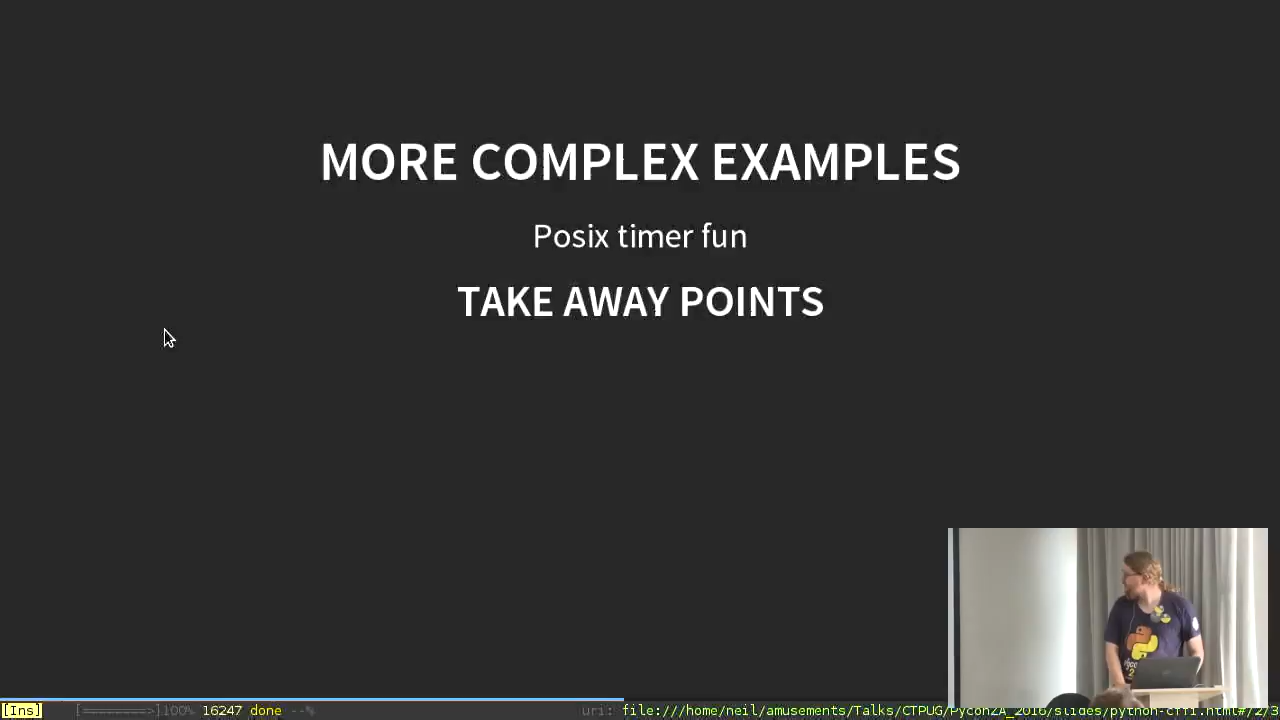 MORE COMPLEX EXAMPLES
Posix timer fun
TAKE AWAY POINTS
[Ins] [========>]100% 16247 done --% uri: file:///home/neil/amusements/Talks/CTPUG/PyconZA_2016/slides/python-cffi.html#/2/3